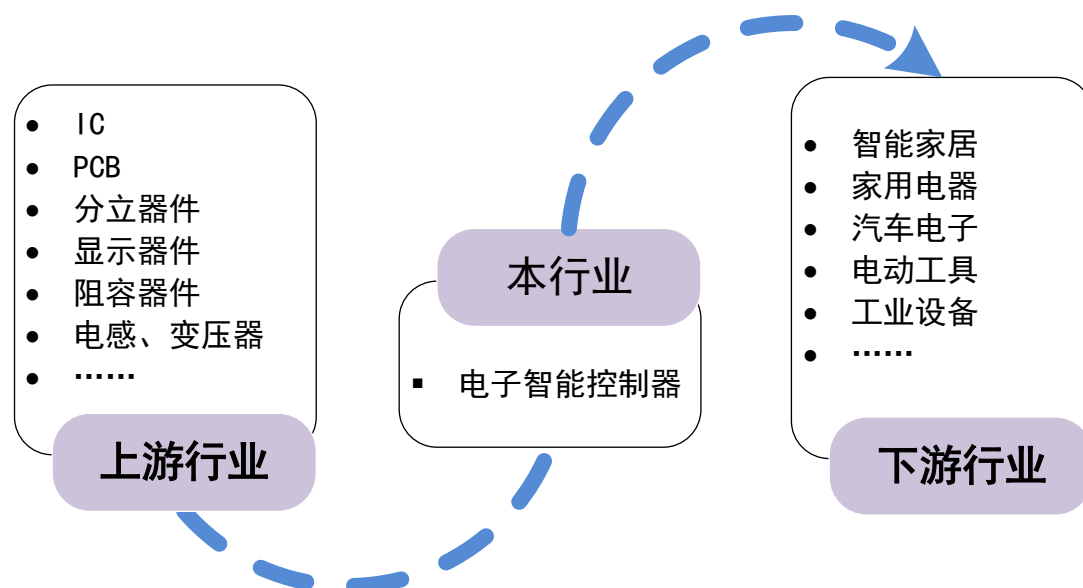 IC
PCB
分立器件
显示器件
阻容器件
电感、变压器
……
上游行业
本行业
电子智能控制器
智能家居
家用电器
汽车电子
电动工具
工业设备
……
下游行业